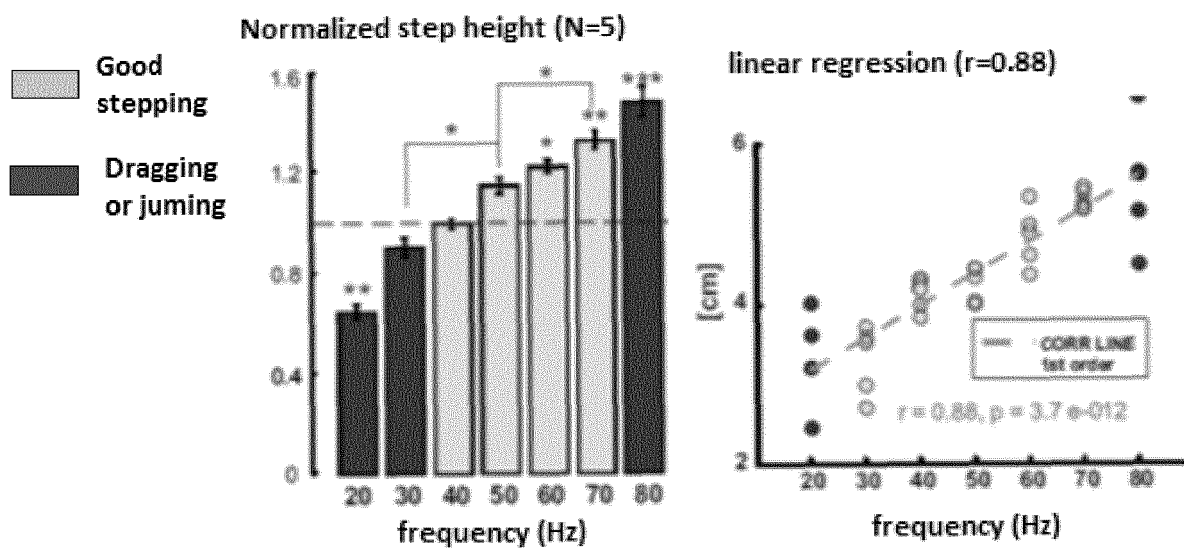 Normalized step height (N=5)
Good
stepping
Dragging
or juming
1.6
1.2
0.8
0.4
0
*
*
**
*
**
***
20 30 40 50 60 70 80
frequency (Hz)
linear regression (r=0.88)
6
4
2
[cm]
CORR LINE
1st order
r = 0.88, p = 3.7 e-012
20 30 40 50 60 70 80
frequency (Hz)